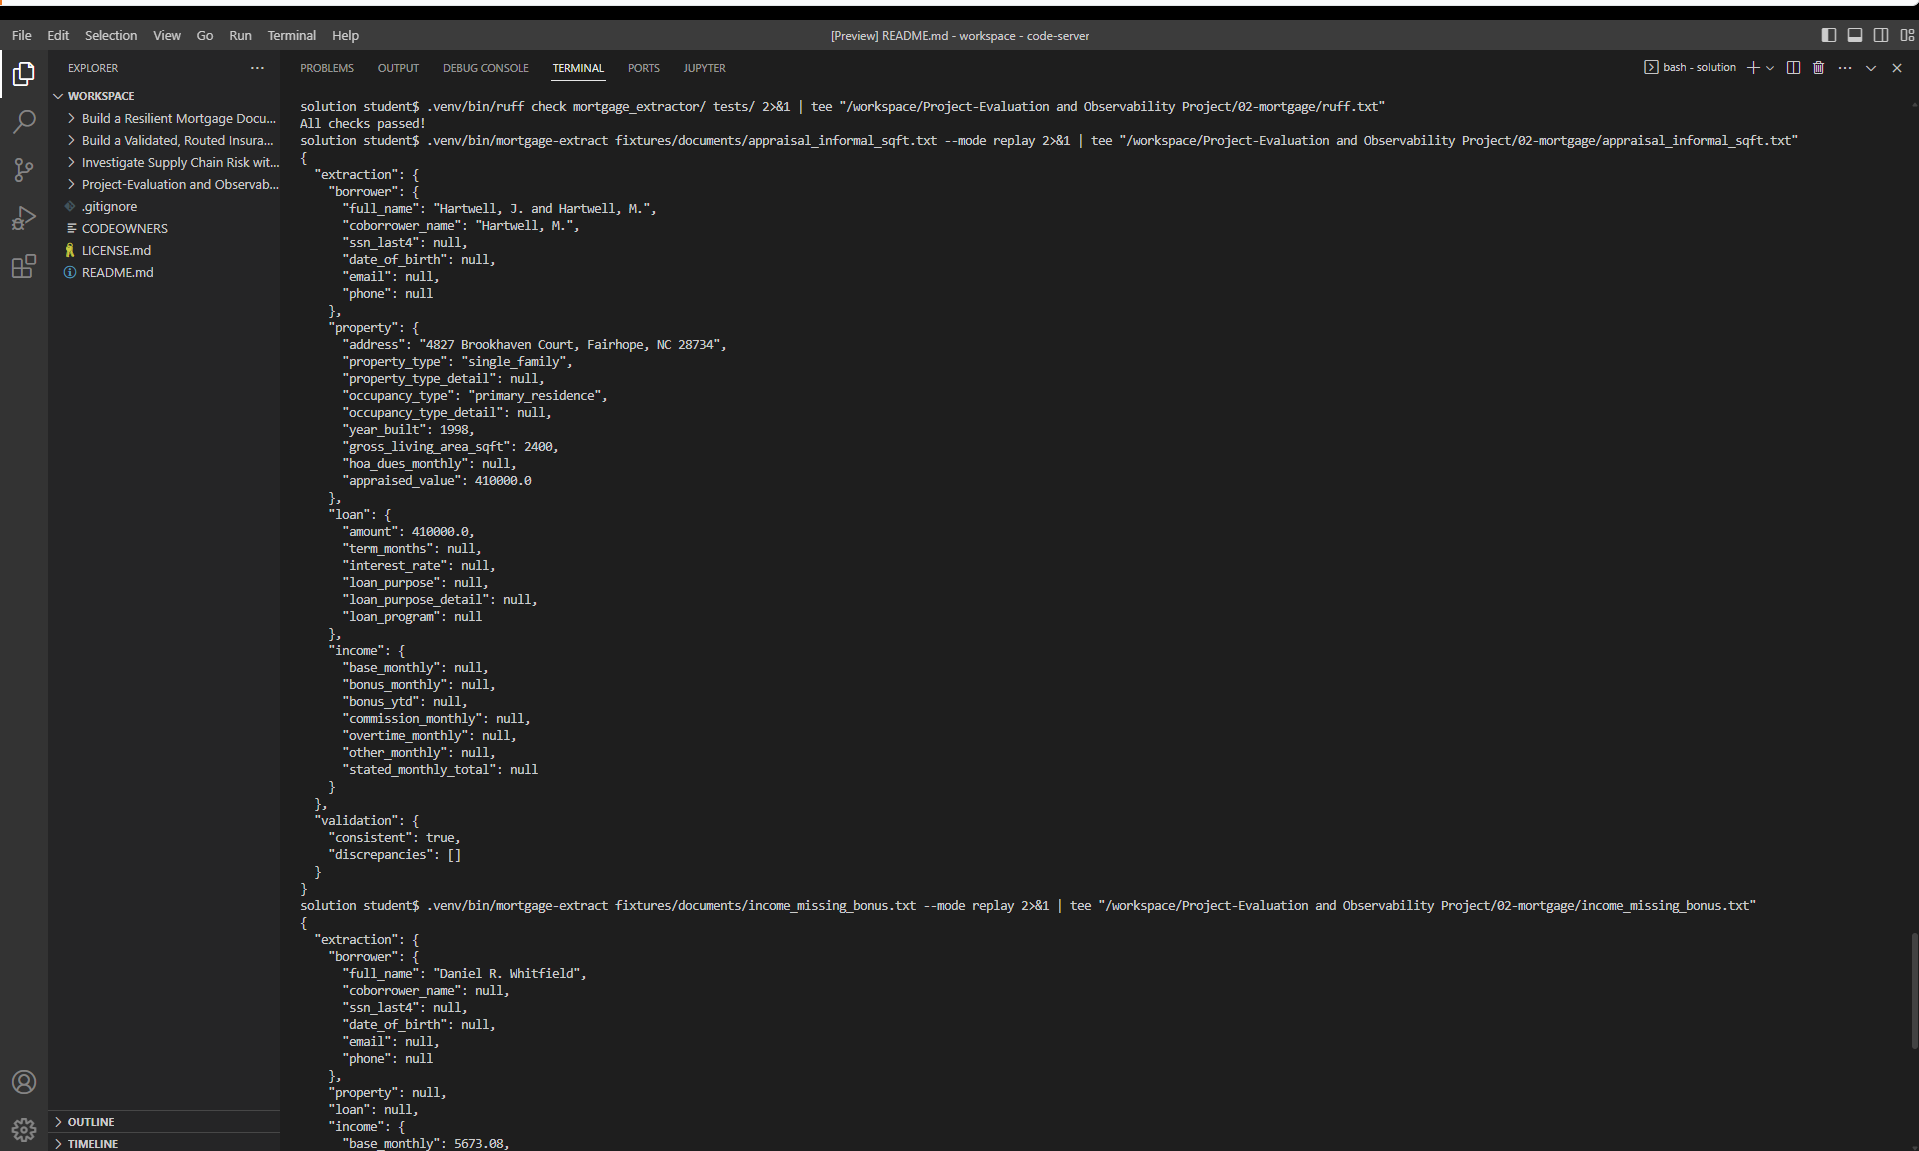 File Edit Selection View Go Run Terminal Help
[Preview] README.md - workspace - code-server
EXPLORER
WORKSPACE
Build a Resilient Mortgage Docu...
Build a Validated, Routed Insura...
Investigate Supply Chain Risk wit...
Project-Evaluation and Observab...
.gitignore
CODEOWNERS
LICENSE.md
README.md
OUTLINE
TIMELINE
PROBLEMS OUTPUT DEBUG CONSOLE TERMINAL PORTS JUPYTER
bash - solution
solution student$ .venv/bin/ruff check mortgage_extractor/ tests/ 2>&1 | tee "/workspace/Project-Evaluation and Observability Project/02-mortgage/ruff.txt"
All checks passed!
solution student$ .venv/bin/mortgage-extract fixtures/documents/appraisal_informal_sqft.txt --mode replay 2>&1 | tee "/workspace/Project-Evaluation and Observability Project/02-mortgage/appraisal_informal_sqft.txt"
{
  "extraction": {
    "borrower": {
      "full_name": "Hartwell, J. and Hartwell, M.",
      "coborrower_name": "Hartwell, M.",
      "ssn_last4": null,
      "date_of_birth": null,
      "email": null,
      "phone": null
    },
    "property": {
      "address": "4827 Brookhaven Court, Fairhope, NC 28734",
      "property_type": "single_family",
      "property_type_detail": null,
      "occupancy_type": "primary_residence",
      "occupancy_type_detail": null,
      "year_built": 1998,
      "gross_living_area_sqft": 2400,
      "hoa_dues_monthly": null,
      "appraised_value": 410000.0
    },
    "loan": {
      "amount": 410000.0,
      "term_months": null,
      "interest_rate": null,
      "loan_purpose": null,
      "loan_purpose_detail": null,
      "loan_program": null
    },
    "income": {
      "base_monthly": null,
      "bonus_monthly": null,
      "bonus_ytd": null,
      "commission_monthly": null,
      "overtime_monthly": null,
      "other_monthly": null,
      "stated_monthly_total": null
    }
  },
  "validation": {
    "consistent": true,
    "discrepancies": []
  }
}
solution student$ .venv/bin/mortgage-extract fixtures/documents/income_missing_bonus.txt --mode replay 2>&1 | tee "/workspace/Project-Evaluation and Observability Project/02-mortgage/income_missing_bonus.txt"
{
  "extraction": {
    "borrower": {
      "full_name": "Daniel R. Whitfield",
      "coborrower_name": null,
      "ssn_last4": null,
      "date_of_birth": null,
      "email": null,
      "phone": null
    },
    "property": null,
    "loan": null,
    "income": {
      "base_monthly": 5673.08,